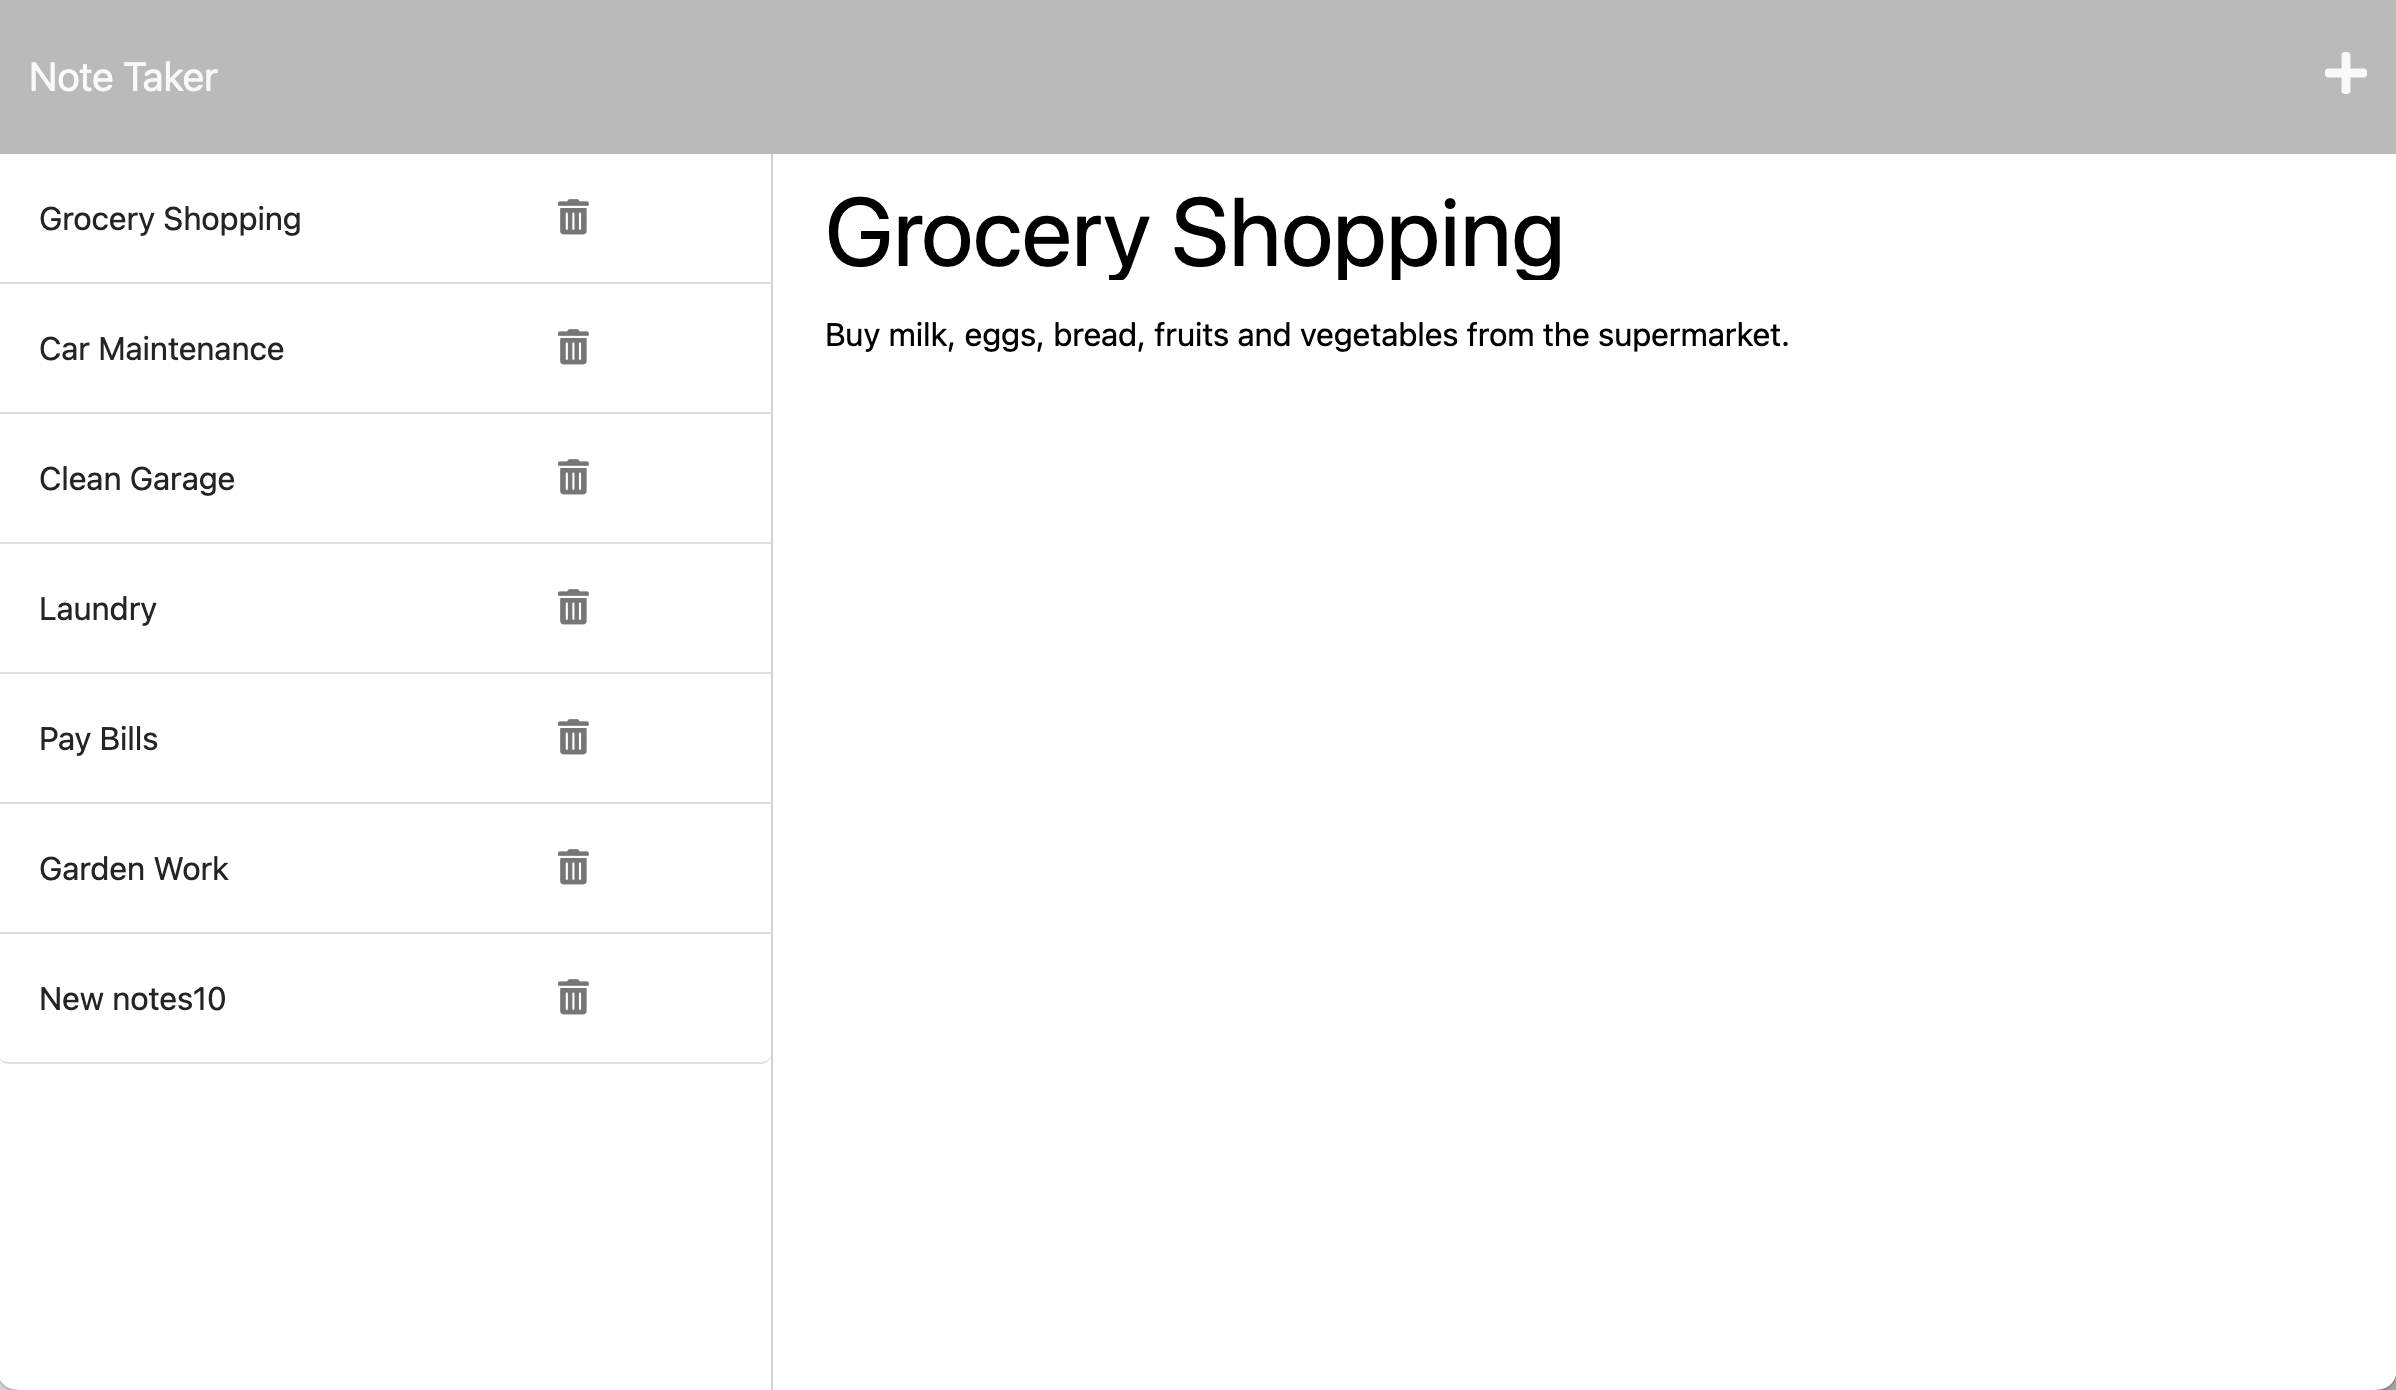 Note Taker
Grocery Shopping
Car Maintenance
Clean Garage
Laundry
Pay Bills
Garden Work
New notes10
Grocery Shopping
Buy milk, eggs, bread, fruits and vegetables from the supermarket.